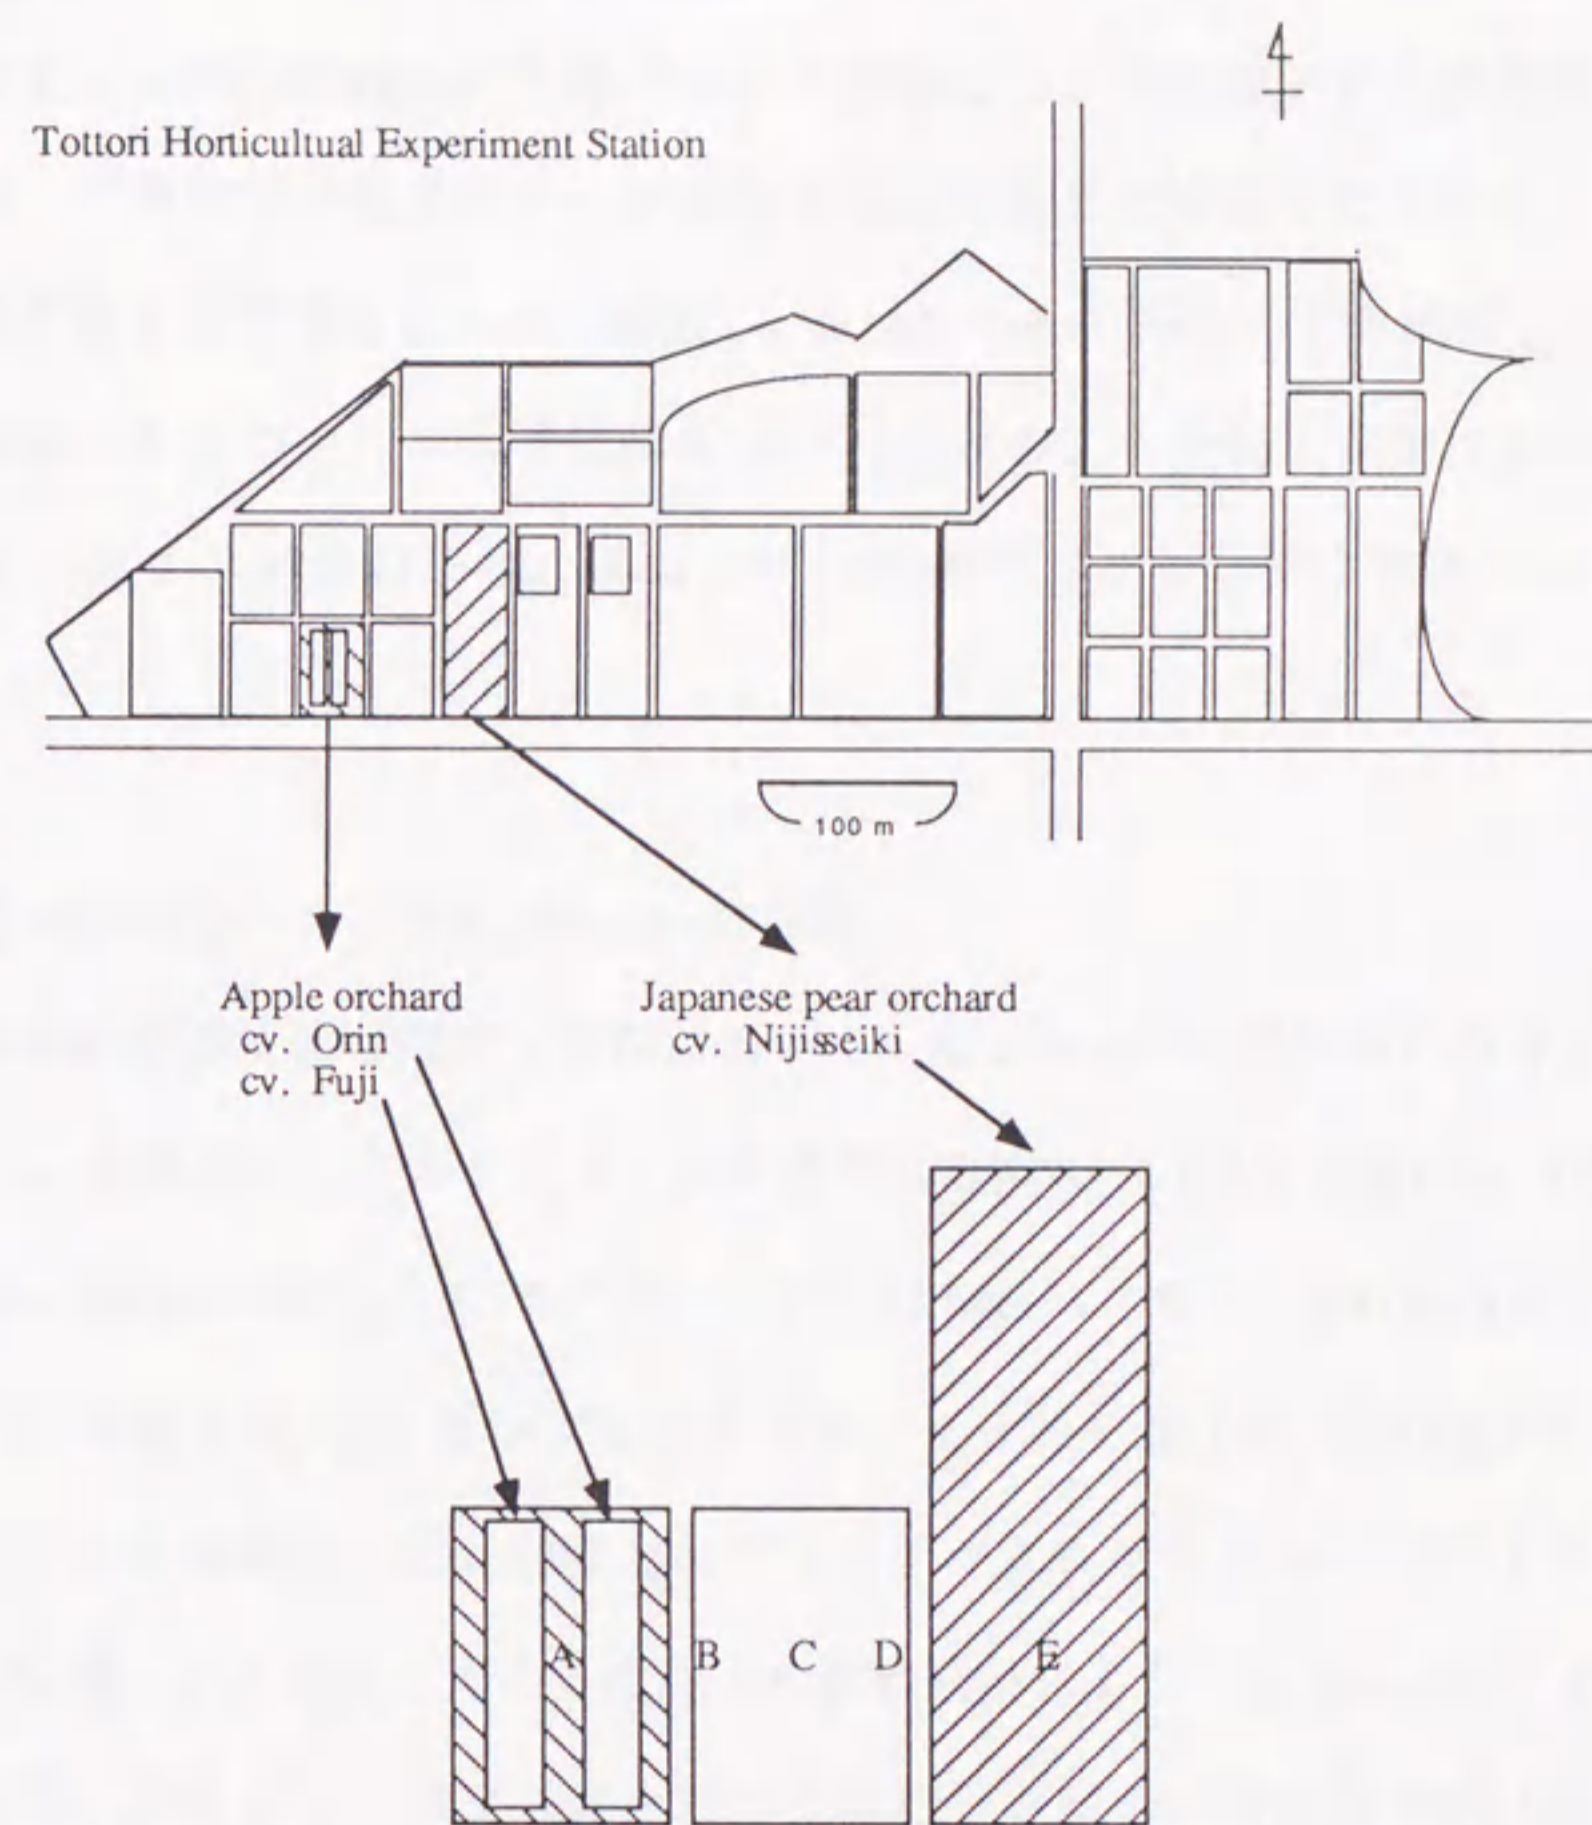 Tottori Horticultual Experiment Station
100 m
Apple orchard
cv. Orin
cv. Fuji
Japanese pear orchard
cv. Nijisseiki
A B C D E